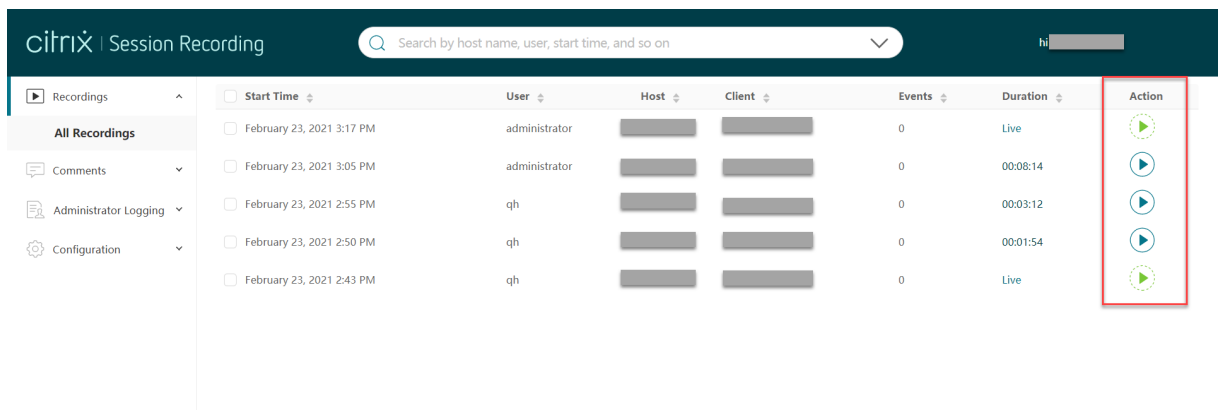 citrix | Session Recording
Search by host name, user, start time, and so on
hi
Recordings
All Recordings
Comments
Administrator Logging
Configuration
Start Time User Host Client Events Duration Action
February 23, 2021 3:17 PM administrator 0 Live
February 23, 2021 3:05 PM administrator 0 00:08:14
February 23, 2021 2:55 PM qh 0 00:03:12
February 23, 2021 2:50 PM qh 0 00:01:54
February 23, 2021 2:43 PM qh 0 Live